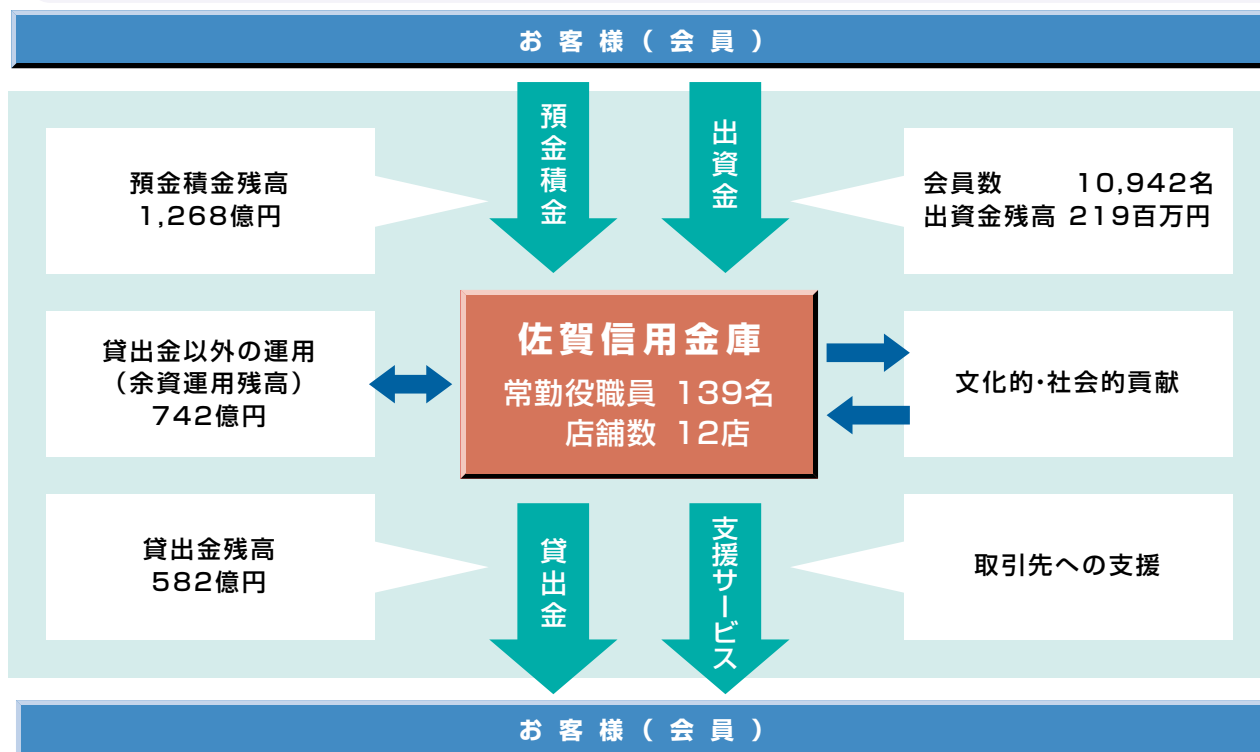 お客様（会員）
預金積金
出資金
預金積金残高
1,268億円
会員数 10,942名
出資金残高 219百万円
貸出金以外の運用
（余資運用残高）
742億円
佐賀信用金庫
常勤役職員 139名
店舗数 12店
文化的・社会的貢献
貸出金残高
582億円
貸出金
支援サービス
取引先への支援
お客様（会員）